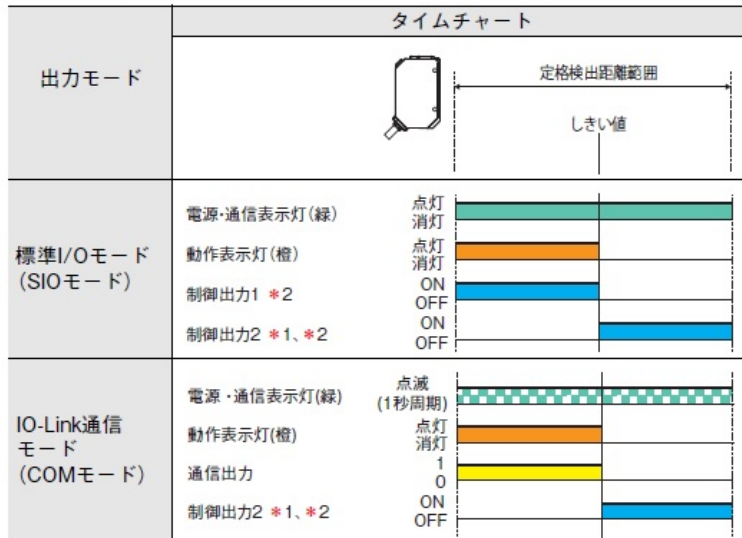 タイムチャート
出力モード
定格検出距離範囲
しきい値
標準I/Oモード
（SIOモード）
電源・通信表示灯（緑）
点灯
消灯
動作表示灯（橙）
点灯
消灯
制御出力1 *2
ON
OFF
制御出力2 *1、*2
ON
OFF
IO-Link通信
モード
（COMモード）
電源・通信表示灯(緑)
点滅
(1秒周期)
動作表示灯(橙)
点灯
消灯
通信出力
1
0
制御出力2 *1、*2
ON
OFF